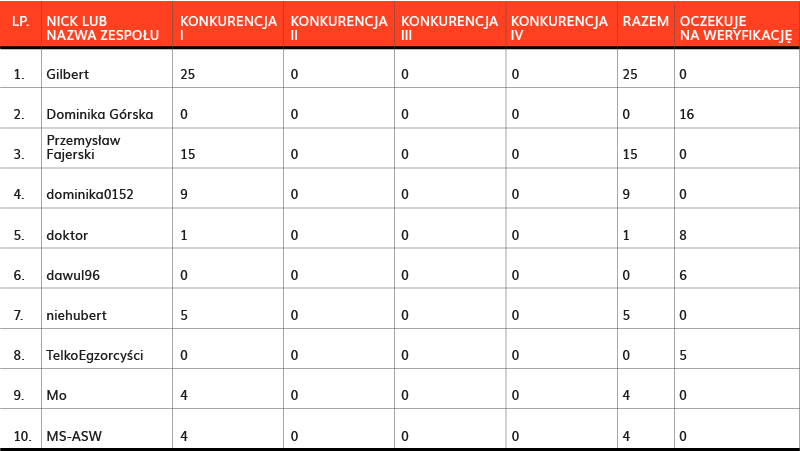 LP. NICK LUB NAZWA ZESPOŁU KONKURENCJA I KONKURENCJA II KONKURENCJA III KONKURENCJA IV RAZEM OCZEKUJE NA WERYFIKACJĘ
1. Gilbert 25 0 0 0 25 0
2. Dominika Górska 0 0 0 0 0 16
3. Przemysław Fajerski 15 0 0 0 15 0
4. dominika0152 9 0 0 0 9 0
5. doktor 1 0 0 0 1 8
6. dawul96 0 0 0 0 0 6
7. niehubert 5 0 0 0 5 0
8. TelkoEgzorcyści 0 0 0 0 0 5
9. Mo 4 0 0 0 4 0
10. MS-ASW 4 0 0 0 4 0